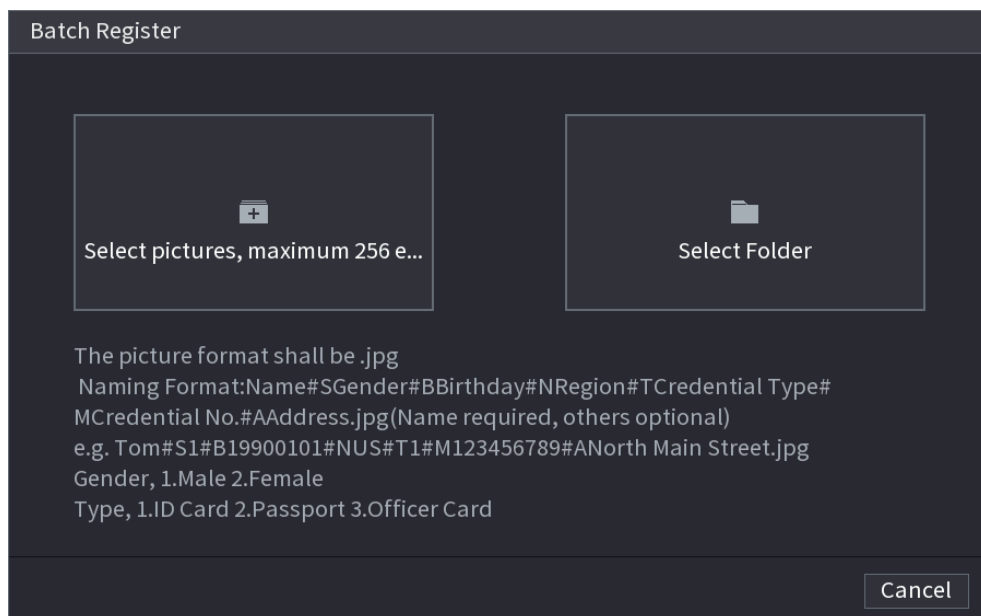 Batch Register
Select pictures, maximum 256 e...
Select Folder
The picture format shall be .jpg
Naming Format:Name#SGender#BBirthday#NRegion#TCredential Type#
MCredential No.#AAddress.jpg(Name required, others optional)
e.g. Tom#S1#B19900101#NUS#T1#M123456789#ANorth Main Street.jpg
Gender, 1.Male 2.Female
Type, 1.ID Card 2.Passport 3.Officer Card
Cancel